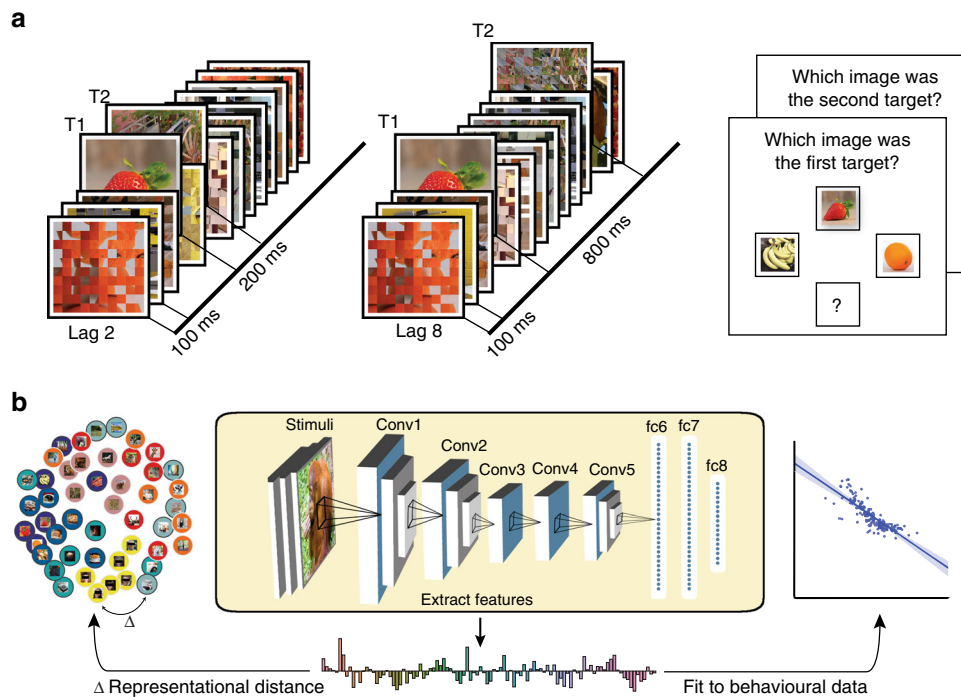 a
T2
T1
Lag 2
100 ms
200 ms
T2
T1
Lag 8
100 ms
800 ms
Which image was
the second target?
Which image was
the first target?
?
b
Stimuli
Conv1
Conv2
Conv3
Conv4
Conv5
fc6
fc7
fc8
Extract features
Δ
Δ Representational distance
Fit to behavioural data